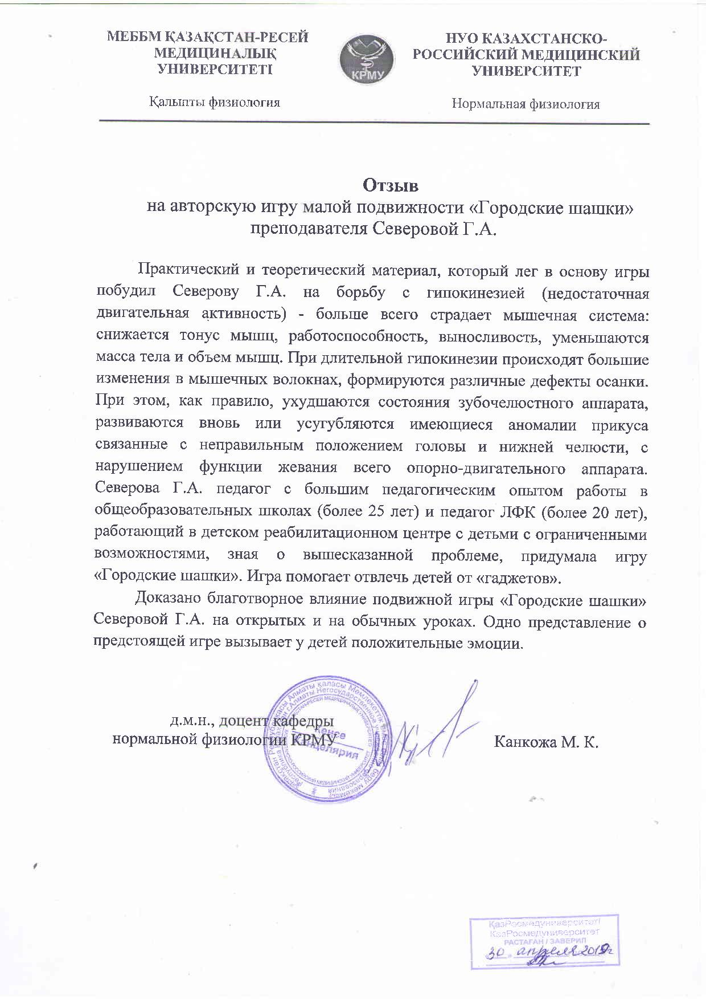 МЕББМ ҚАЗАҚСТАН-РЕСЕЙ
МЕДИЦИНАЛЫҚ
УНИВЕРСИТЕТІ
Қалыпты физиология
КРМУ
НУО КАЗАХСТАНСКО-
РОССИЙСКИЙ МЕДИЦИНСКИЙ
УНИВЕРСИТЕТ
Нормальная физиология
Отзыв
на авторскую игру малой подвижности «Городские шашки»
преподавателя Северовой Г.А.
Практический и теоретический материал, который лег в основу игры
побудил Северову Г.А. на борьбу с гипокинезией (недостаточная
двигательная активность) - больше всего страдает мышечная система:
снижается тонус мышц, работоспособность, выносливость, уменьшаются
масса тела и объем мышц. При длительной гипокинезии происходят большие
изменения в мышечных волокнах, формируются различные дефекты осанки.
При этом, как правило, ухудшаются состояния зубочелюстного аппарата,
развиваются вновь или усугубляются имеющиеся аномалии прикуса
связанные с неправильным положением головы и нижней челюсти, с
нарушением функции жевания всего опорно-двигательного аппарата.
Северова Г.А. педагог с большим педагогическим опытом работы в
общеобразовательных школах (более 25 лет) и педагог ЛФК (более 20 лет),
работающий в детском реабилитационном центре с детьми с ограниченными
возможностями, зная о вышесказанной проблеме, придумала игру
«Городские шашки». Игра помогает отвлечь детей от «гаджетов».
Доказано благотворное влияние подвижной игры «Городские шашки»
Северовой Г.А. на открытых и на обычных уроках. Одно представление о
предстоящей игре вызывает у детей положительные эмоции.
д.м.н., доцент кафедры
нормальной физиологии КРМУ
Канкожа М. К.
Кеңсе
Канцелярия
ҚазРосмедуниверситеті
КазРосмедуниверситет
РАСТАҒАН / ЗАВЕРИЛ
30 апреля 2019г